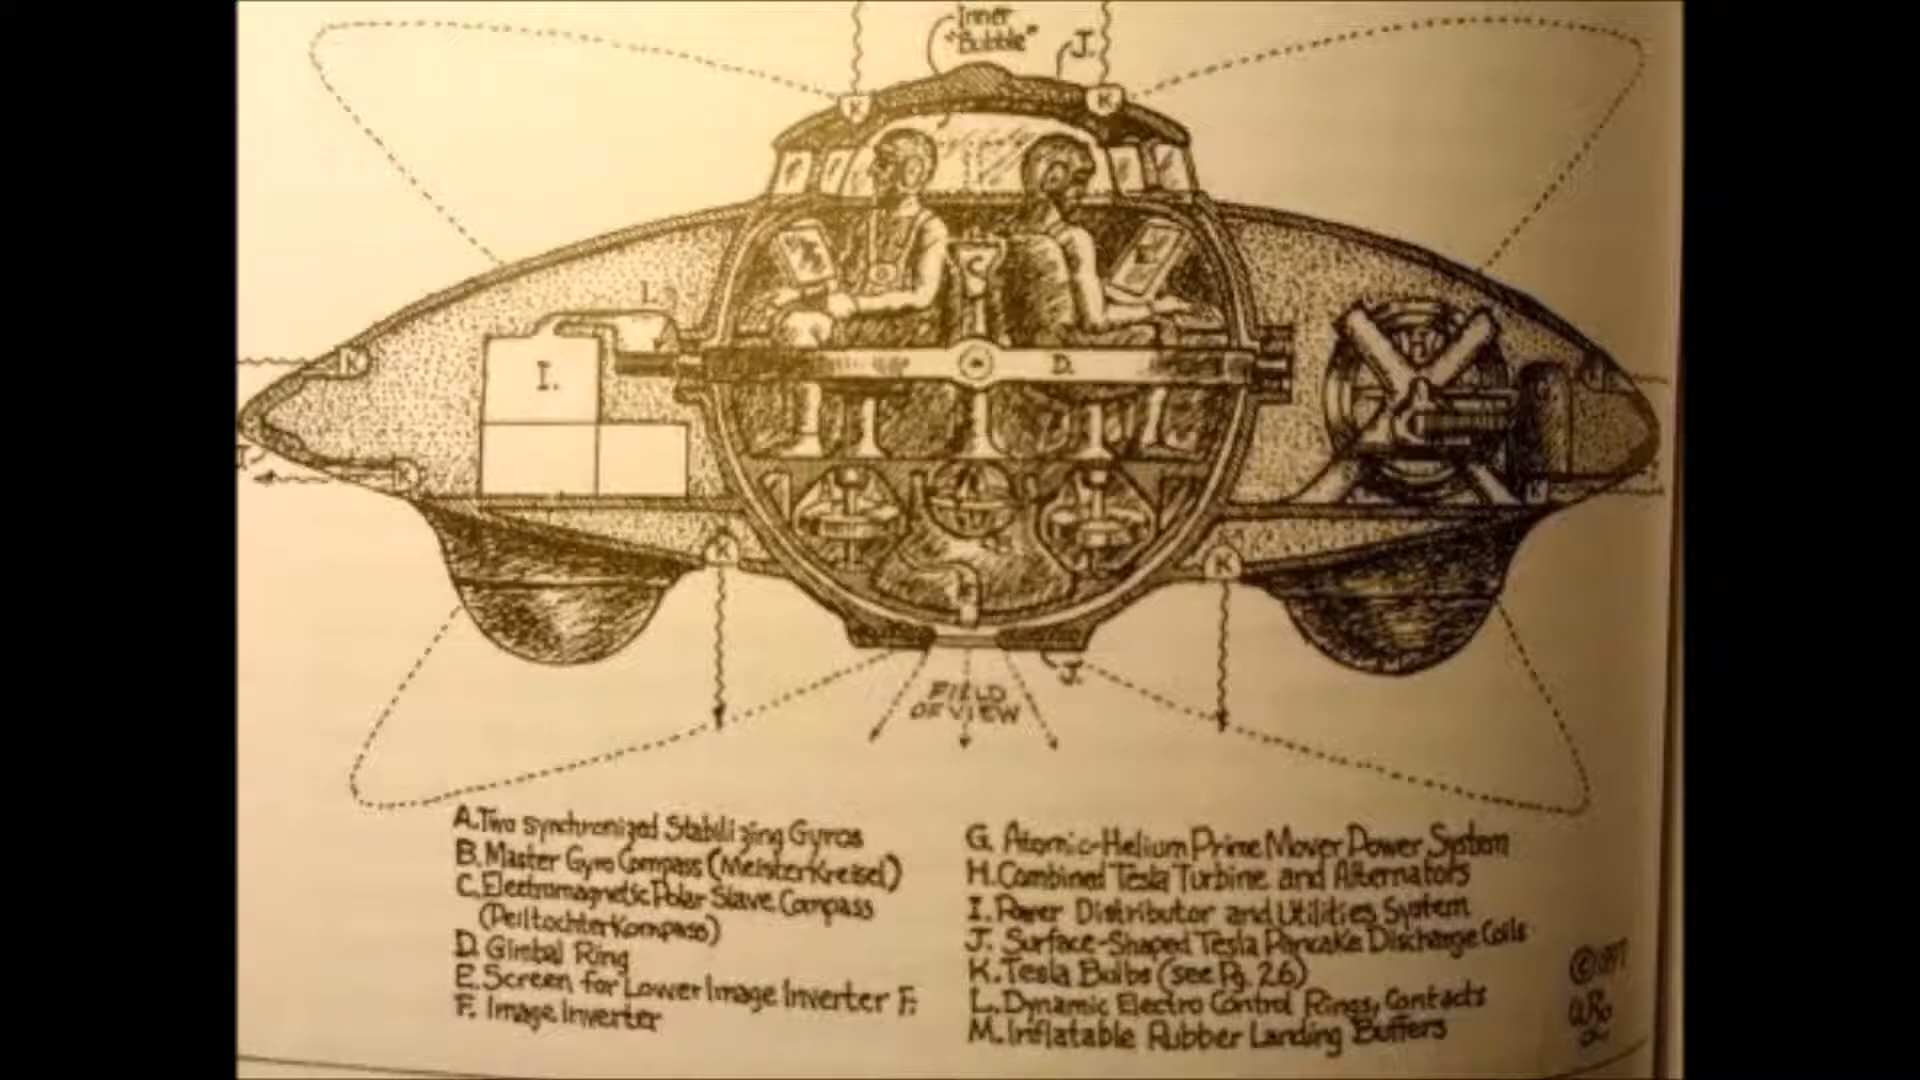 Inner
"Bubble"
J.
K
K
C
I.
D.
H
K
K
K
K
J.
FIELD
OF VIEW
A. Two Synchronized Stabilizing Gyros
B. Master Gyro Compass (Meisterkreisel)
C. Electromagnetic Polar Slave Compass
(Peiltochterkompass)
D. Gimbal Ring
E. Screen for Lower Image Inverter F.
F. Image Inverter
G. Atomic-Helium Prime Mover Power System
H. Combined Tesla Turbine and Alternators
I. Power Distributor and Utilities System
J. Surface-Shaped Tesla Pancake Discharge Coils
K. Tesla Bulbs (see Pg. 26)
L. Dynamic Electro Control Rings, Contacts
M. Inflatable Rubber Landing Buffers